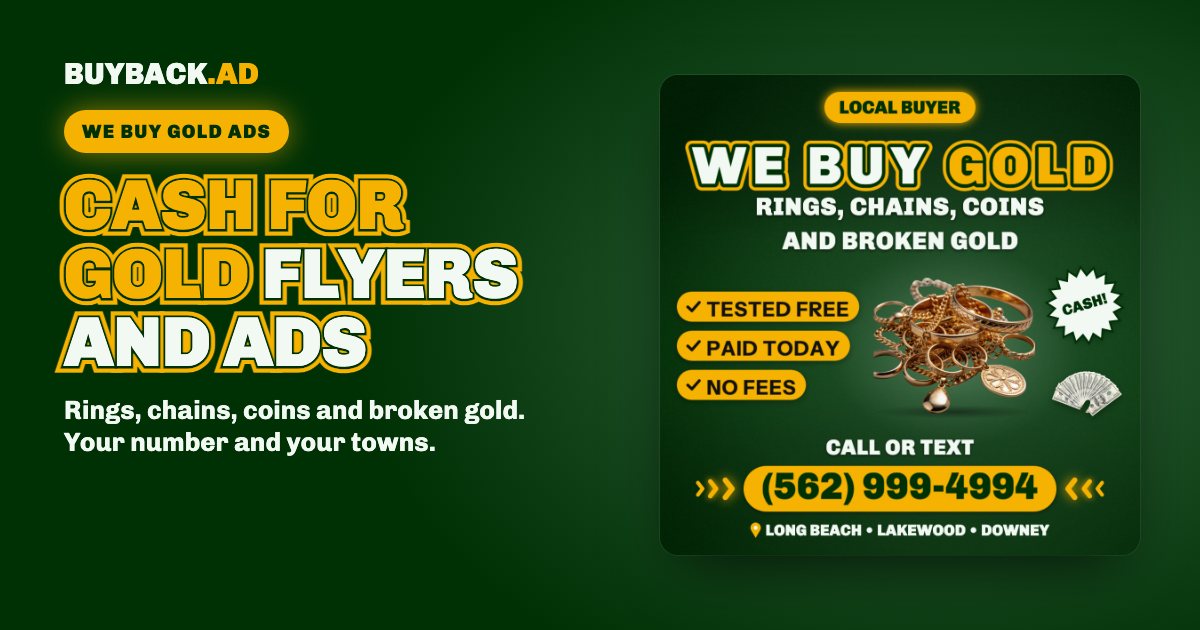 BUYBACK.AD
WE BUY GOLD ADS
CASH FOR
GOLD FLYERS
AND ADS
Rings, chains, coins and broken gold.
Your number and your towns.
LOCAL BUYER
WE BUY GOLD
RINGS, CHAINS, COINS
AND BROKEN GOLD
TESTED FREE
PAID TODAY
NO FEES
CASH!
CALL OR TEXT
(562) 999-4994
LONG BEACH • LAKEWOOD • DOWNEY